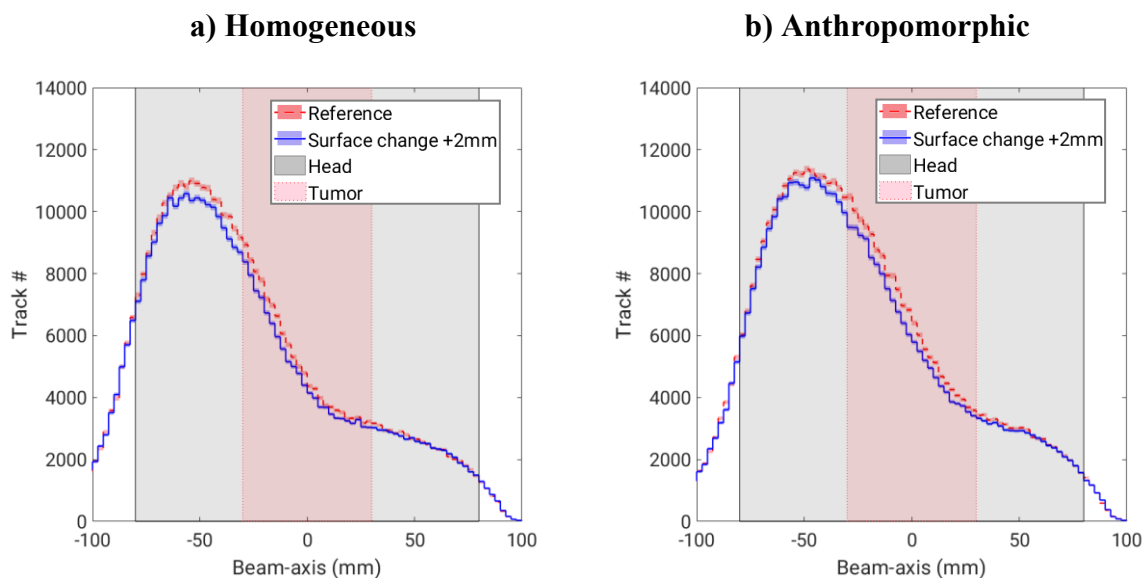 a) Homogeneous
14000
12000
10000
8000
6000
4000
2000
0
Track #
-100
-50
0
50
100
Beam-axis (mm)
Reference
Surface change +2mm
Head
Tumor
b) Anthropomorphic
14000
12000
10000
8000
6000
4000
2000
0
Track #
-100
-50
0
50
100
Beam-axis (mm)
Reference
Surface change +2mm
Head
Tumor